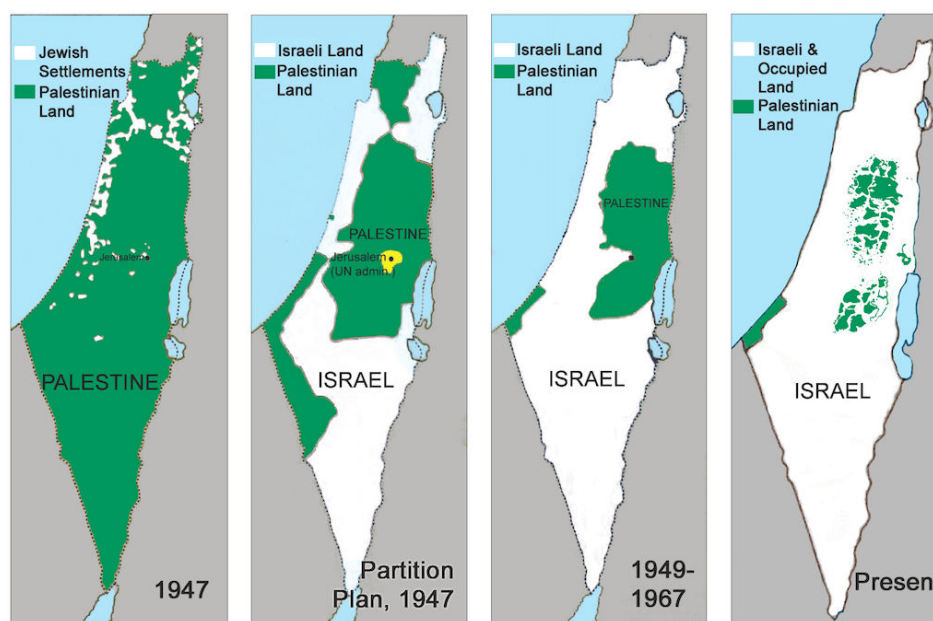 Jewish
Settlements
Palestinian
Land
Jerusalem
PALESTINE
1947
Israeli Land
Palestinian
Land
PALESTINE
Jerusalem
(UN admin.)
ISRAEL
Partition
Plan, 1947
Israeli Land
Palestinian
Land
PALESTINE
ISRAEL
1949-
1967
Israeli &
Occupied
Land
Palestinian
Land
ISRAEL
Presen